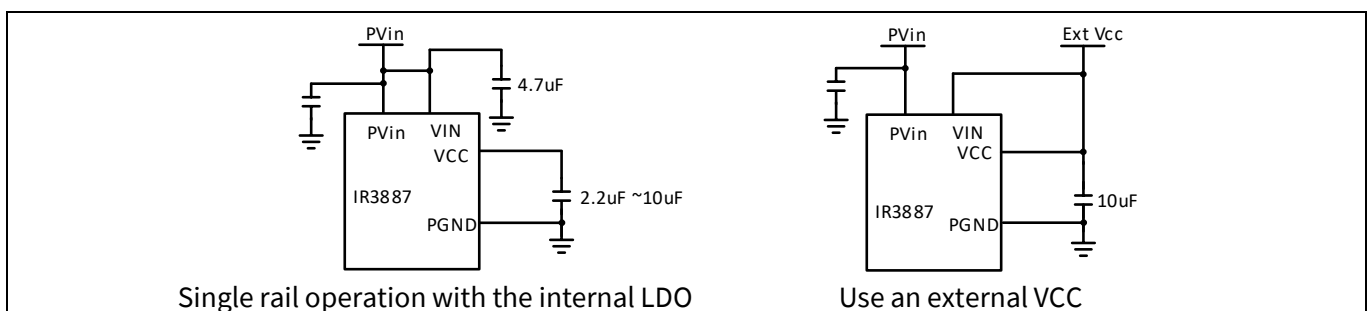 PVin
4.7uF
PVin
VIN
VCC
IR3887
2.2uF ~10uF
PGND
Single rail operation with the internal LDO
PVin
Ext Vcc
PVin
VIN
VCC
IR3887
10uF
PGND
Use an external VCC